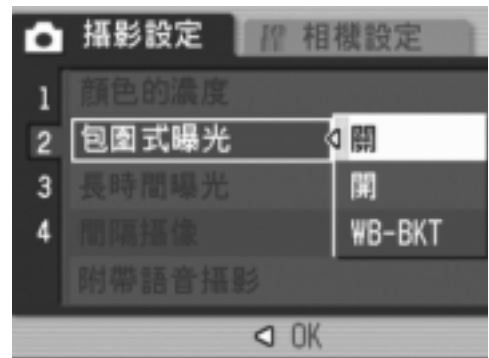 攝影設定 相機設定
1 顏色的濃度
2 包圍式曝光 開
3 長時間曝光 開
4 間隔攝像 WB-BKT
附帶語音攝影
OK